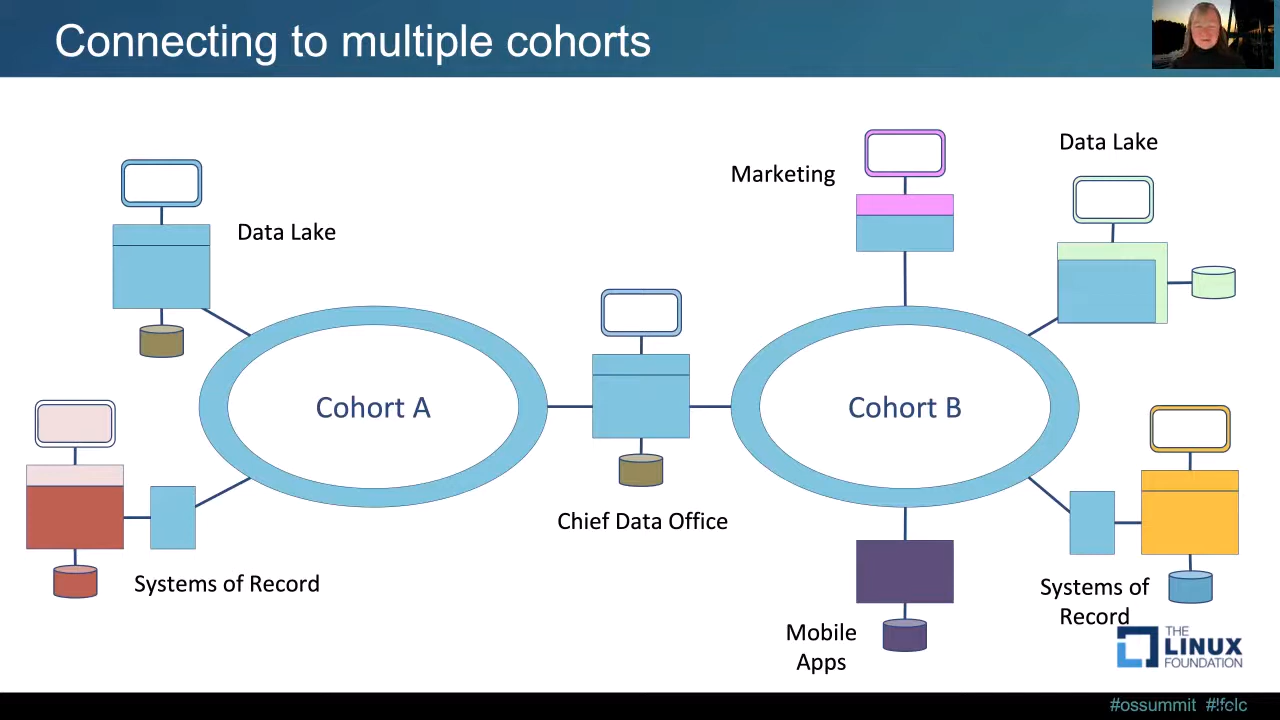 Connecting to multiple cohorts
Data Lake
Marketing
Data Lake
Cohort A
Cohort B
Chief Data Office
Systems of Record
Mobile
Apps
Systems of
Record
THE
LINUX
FOUNDATION
#ossummit #lfelc